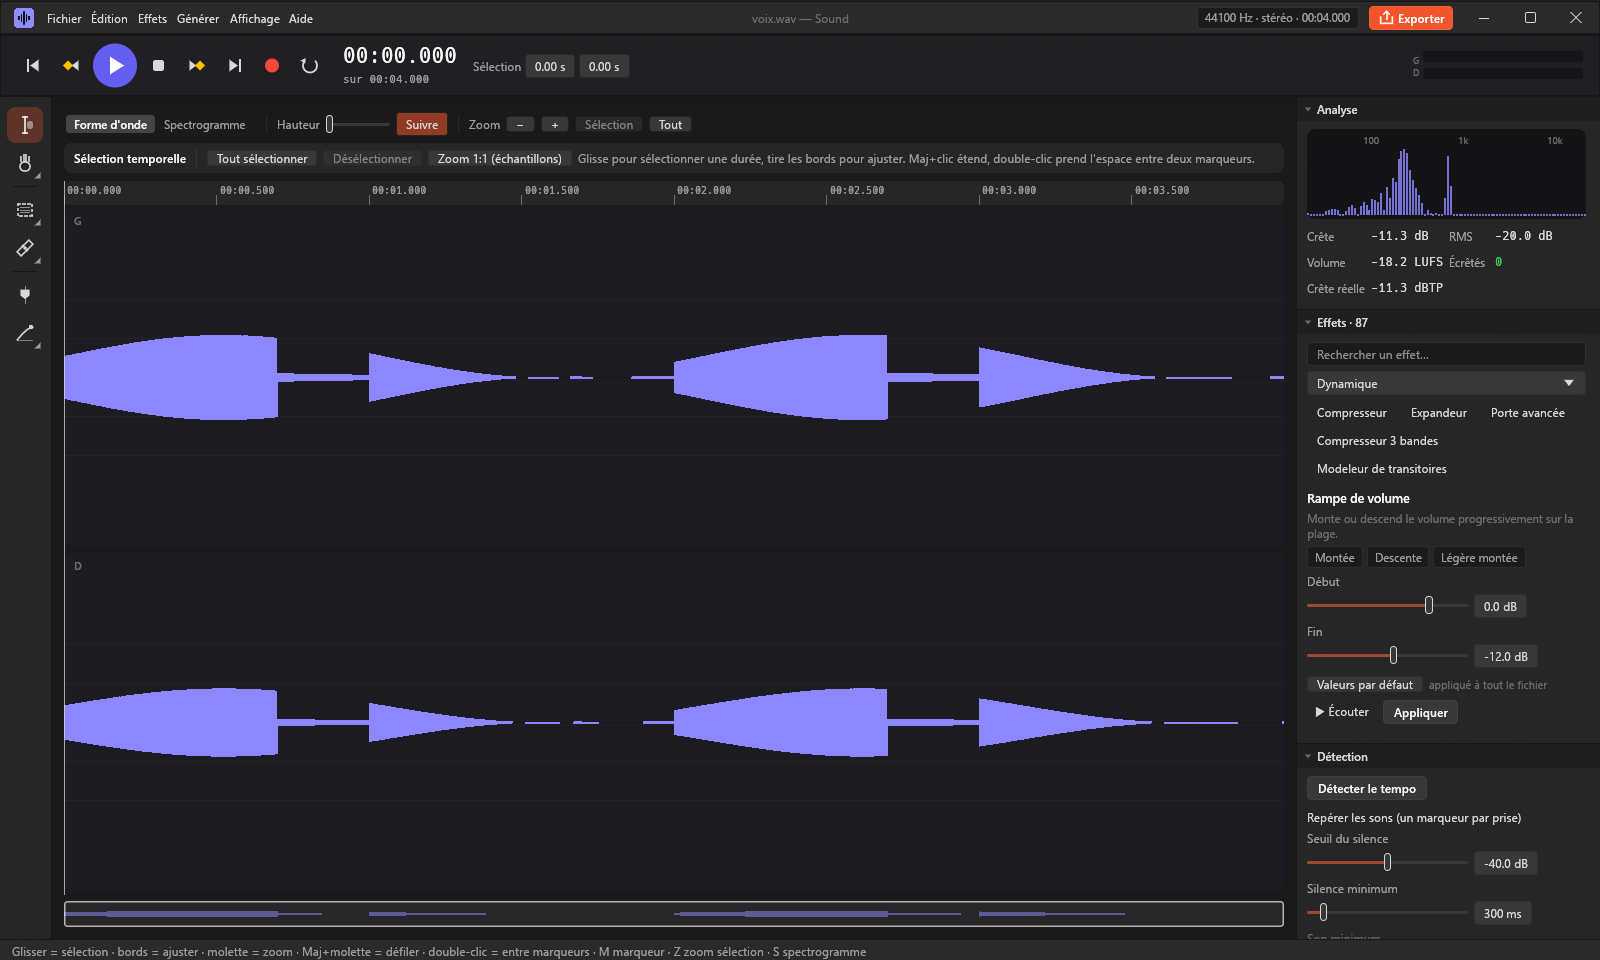 Fichier Édition Effets Générer Affichage Aide
voix.wav — Sound
44100 Hz · stéréo · 00:04.000
Exporter
00:00.000
sur 00:04.000
Sélection 0.00 s 0.00 s
G
D
Forme d'onde Spectrogramme Hauteur Suivre Zoom − + Sélection Tout
Sélection temporelle Tout sélectionner Désélectionner Zoom 1:1 (échantillons) Glisse pour sélectionner une durée, tire les bords pour ajuster. Maj+clic étend, double-clic prend l'espace entre deux marqueurs.
00:00.000 00:00.500 00:01.000 00:01.500 00:02.000 00:02.500 00:03.000 00:03.500
G
D
Analyse
100 1k 10k
Crête -11.3 dB RMS -20.0 dB
Volume -18.2 LUFS Écrêtés 0
Crête réelle -11.3 dBTP
Effets · 87
Rechercher un effet...
Dynamique
Compresseur Expandeur Porte avancée
Compresseur 3 bandes
Modeleur de transitoires
Rampe de volume
Monte ou descend le volume progressivement sur la
plage.
Montée Descente Légère montée
Début
0.0 dB
Fin
-12.0 dB
Valeurs par défaut appliqué à tout le fichier
Écouter Appliquer
Détection
Détecter le tempo
Repérer les sons (un marqueur par prise)
Seuil du silence
-40.0 dB
Silence minimum
300 ms
Son minimum
Glisser = sélection · bords = ajuster · molette = zoom · Maj+molette = défiler · double-clic = entre marqueurs · M marqueur · Z zoom sélection · S spectrogramme